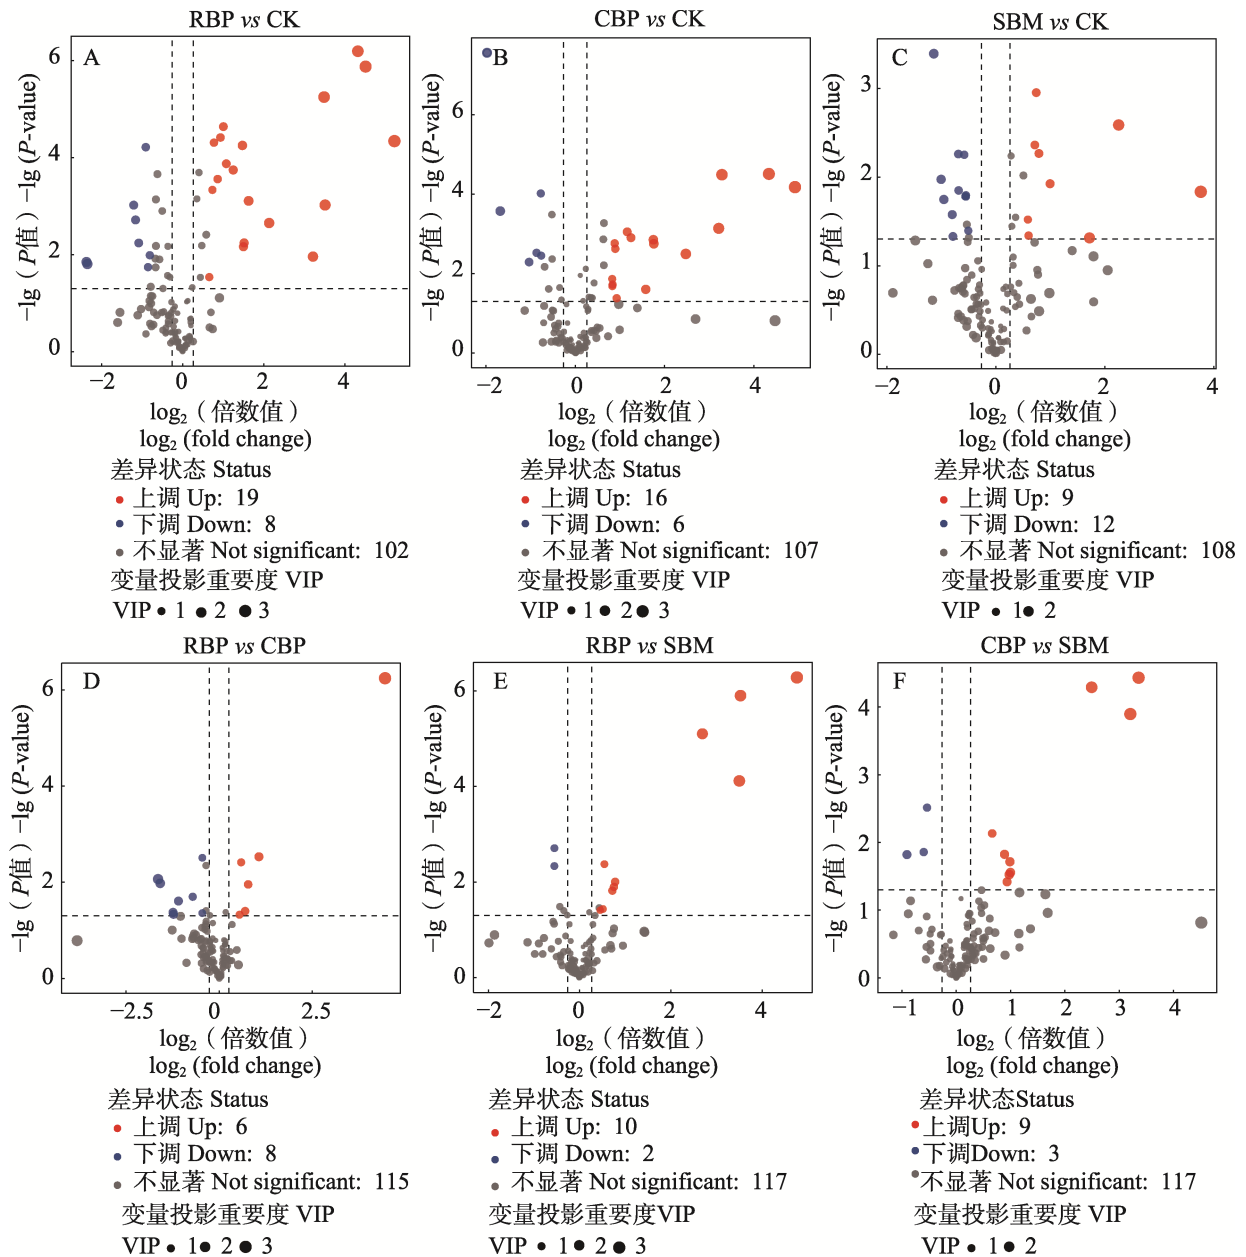 RBP vs CK
A
−lg（P值）−lg (P-value)
6
4
2
0
−2 0 2 4
log₂（倍数值）
log₂ (fold change)
差异状态 Status
上调 Up: 19
下调 Down: 8
不显著 Not significant: 102
变量投影重要度 VIP
VIP 1 2 3
CBP vs CK
B
−lg（P值）−lg (P-value)
6
4
2
0
−2 0 2 4
log₂（倍数值）
log₂ (fold change)
差异状态 Status
上调 Up: 16
下调 Down: 6
不显著 Not significant: 107
变量投影重要度 VIP
VIP 1 2 3
SBM vs CK
C
−lg（P值）−lg (P-value)
3
2
1
0
−2 0 2 4
log₂（倍数值）
log₂ (fold change)
差异状态 Status
上调 Up: 9
下调 Down: 12
不显著 Not significant: 108
变量投影重要度 VIP
VIP 1 2
RBP vs CBP
D
−lg（P值）−lg (P-value)
6
4
2
0
−2.5 0 2.5
log₂（倍数值）
log₂ (fold change)
差异状态 Status
上调 Up: 6
下调 Down: 8
不显著 Not significant: 115
变量投影重要度 VIP
VIP 1 2 3
RBP vs SBM
E
−lg（P值）−lg (P-value)
6
4
2
0
−2 0 2 4
log₂（倍数值）
log₂ (fold change)
差异状态 Status
上调 Up: 10
下调 Down: 2
不显著 Not significant: 117
变量投影重要度VIP
VIP 1 2 3
CBP vs SBM
F
−lg（P值）−lg (P-value)
4
3
2
1
0
−1 0 1 2 3 4
log₂（倍数值）
log₂ (fold change)
差异状态Status
上调Up: 9
下调Down: 3
不显著 Not significant: 117
变量投影重要度 VIP
VIP 1 2